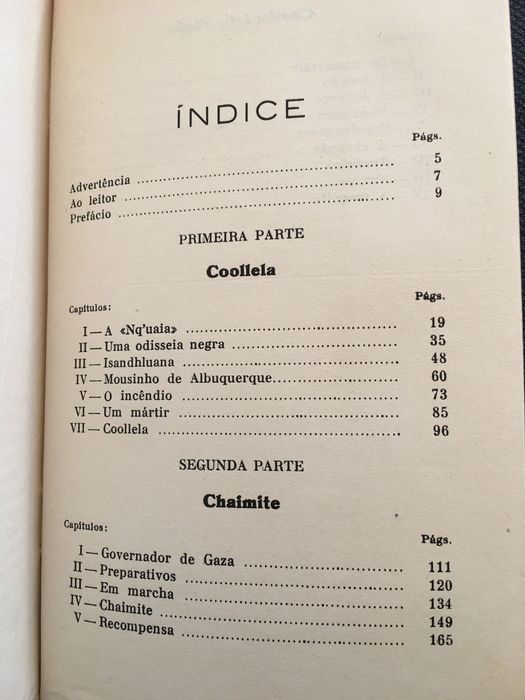 ÍNDICE
Págs.
Advertência ........ 5
Ao leitor ........ 7
Prefácio ........ 9
PRIMEIRA PARTE
Coollela
Capítulos: Págs.
I — A «Nq'uaia» ........ 19
II — Uma odisseia negra ........ 35
III — Isandhluana ........ 48
IV — Mousinho de Albuquerque ........ 60
V — O incêndio ........ 73
VI — Um mártir ........ 85
VII — Coollela ........ 96
SEGUNDA PARTE
Chaimite
Capítulos: Págs.
I — Governador de Gaza ........ 111
II — Preparativos ........ 120
III — Em marcha ........ 134
IV — Chaimite ........ 149
V — Recompensa ........ 165